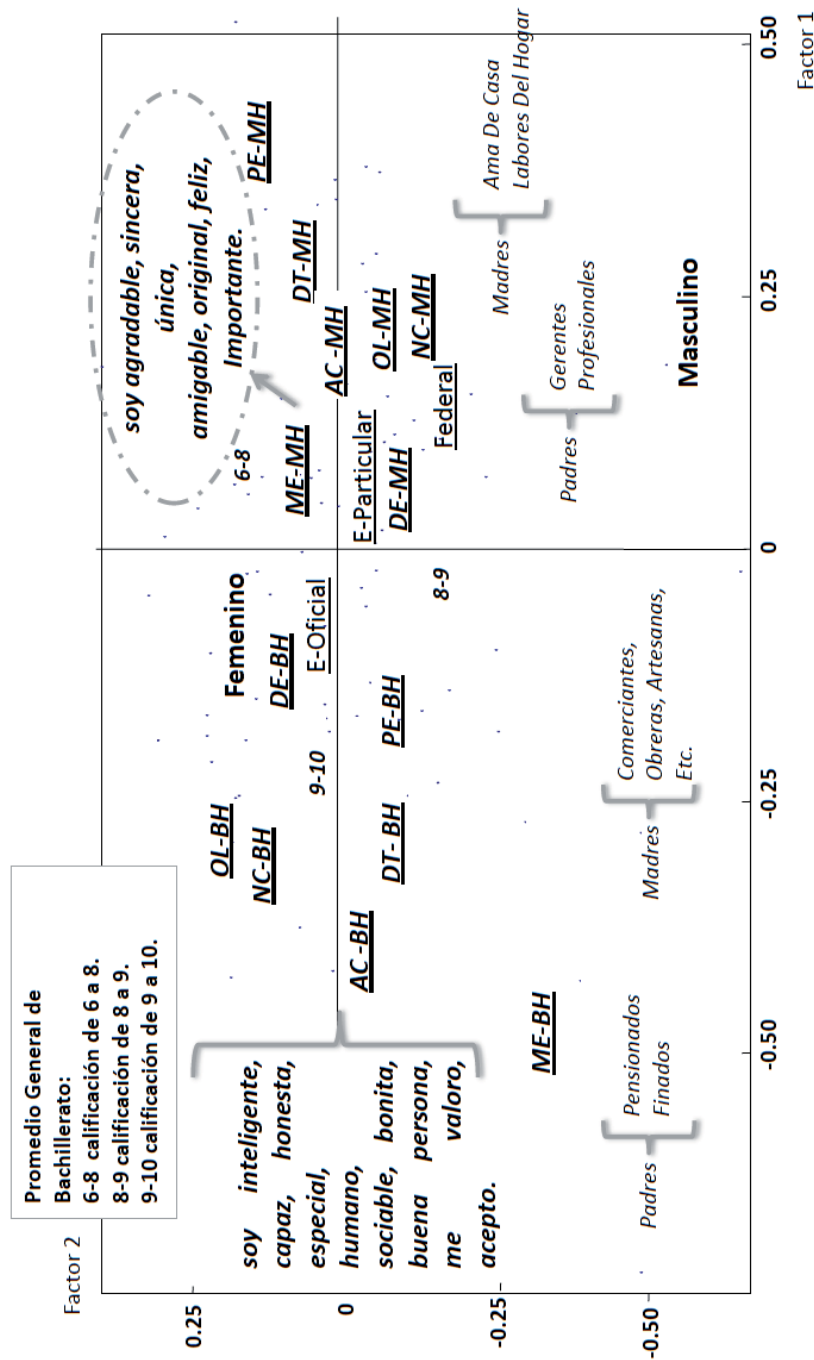 Factor 2
Promedio General de
Bachillerato:
6-8 calificación de 6 a 8.
8-9 calificación de 8 a 9.
9-10 calificación de 9 a 10.
soy agradable, sincera,
única,
amigable, original, feliz,
Importante.
PE-MH
DT-MH
AC -MH
OL-MH
NC-MH
Federal
ME-MH
6-8
E-Particular
DE-MH
Femenino
DE-BH
E-Oficial
8-9
9-10
PE-BH
OL-BH
NC-BH
DT- BH
AC -BH
ME-BH
soy inteligente,
capaz, honesta,
especial,
humano,
sociable, bonita,
buena persona,
me valoro,
acepto.
Padres
Pensionados
Finados
Madres
Comerciantes,
Obreras, Artesanas,
Etc.
Padres
Gerentes
Profesionales
Madres
Ama De Casa
Labores Del Hogar
Masculino
0.25
0
-0.25
-0.50
-0.50
-0.25
0
0.25
0.50
Factor 1